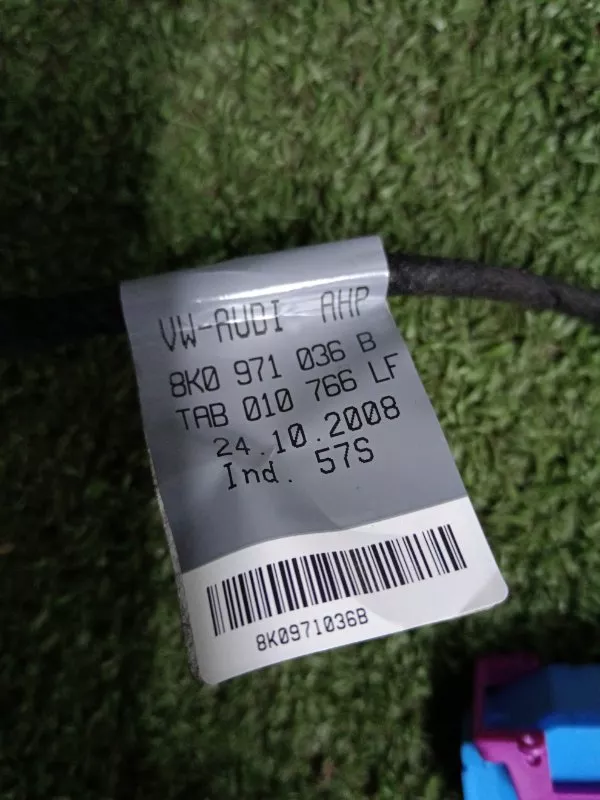 VW-AUDI AHP
8K0 971 036 B
TAB 010 766 LF
24.10.2008
Ind. 57S
8K0971036B